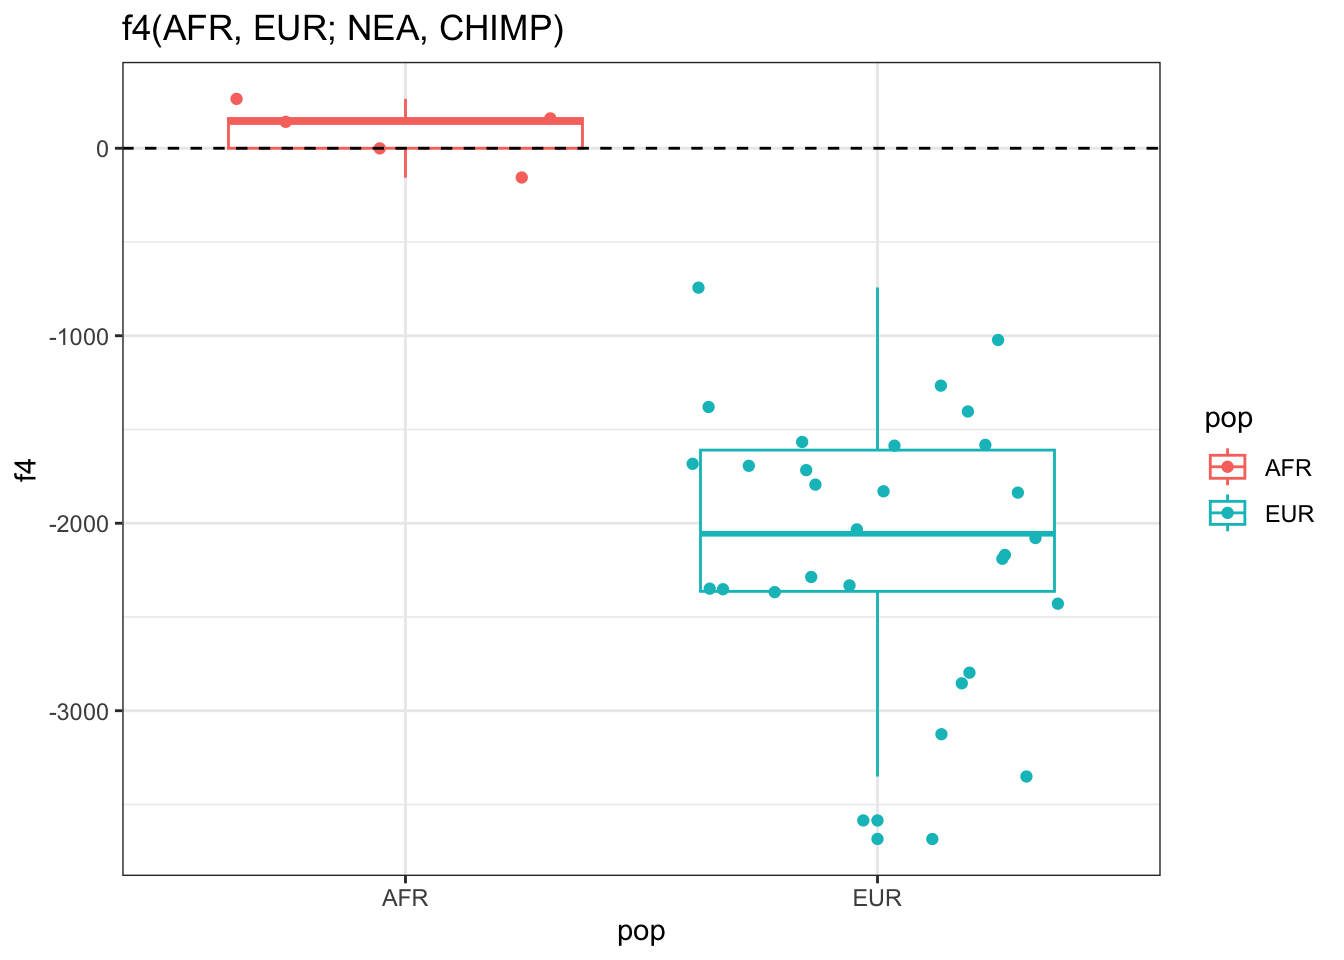 f4(AFR, EUR; NEA, CHIMP)
0
-1000
-2000
-3000
f4
AFR
EUR
pop
pop
AFR
EUR